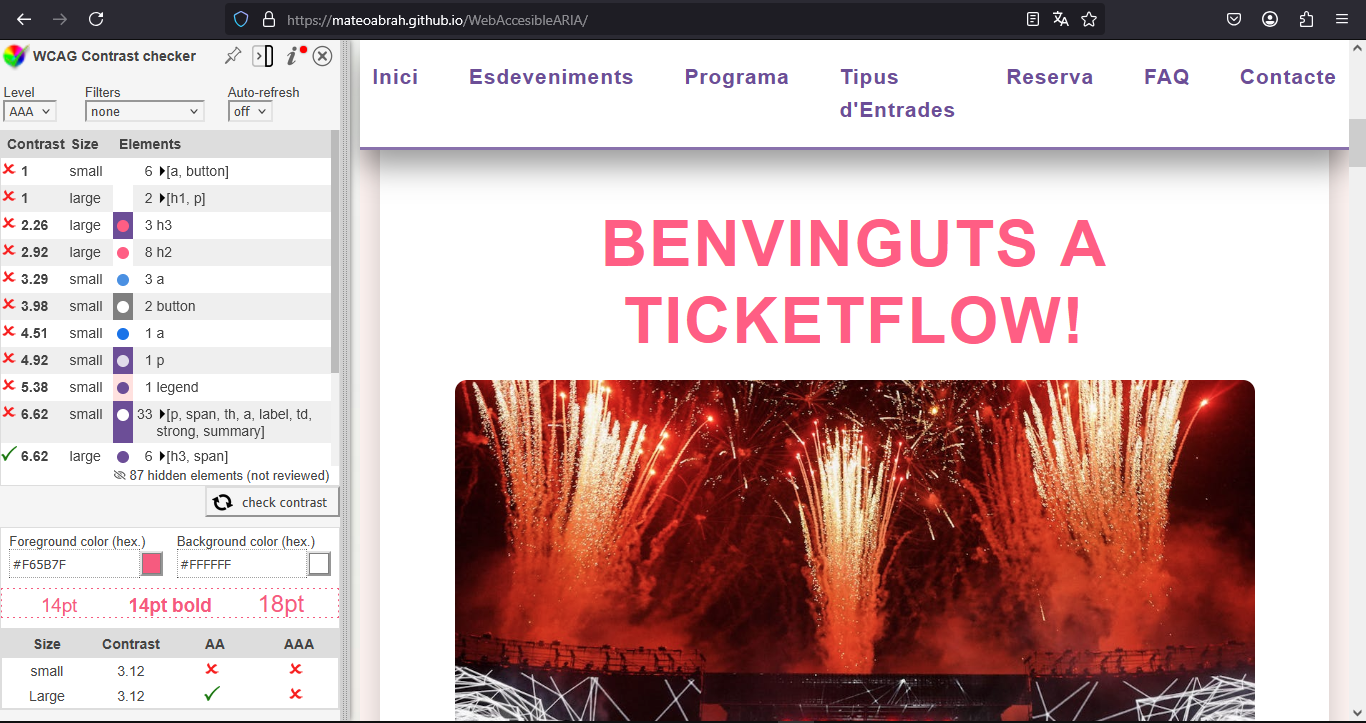 https://mateoabrah.github.io/WebAccesibleARIA/
WCAG Contrast checker
Level
Filters
Auto-refresh
AAA
none
off
Contrast Size Elements
1 small 6 [a, button]
1 large 2 [h1, p]
2.26 large 3 h3
2.92 large 8 h2
3.29 small 3 a
3.98 small 2 button
4.51 small 1 a
4.92 small 1 p
5.38 small 1 legend
6.62 small 33 [p, span, th, a, label, td,
strong, summary]
6.62 large 6 [h3, span]
87 hidden elements (not reviewed)
check contrast
Foreground color (hex.) Background color (hex.)
#F65B7F #FFFFFF
14pt 14pt bold 18pt
Size Contrast AA AAA
small 3.12
Large 3.12
Inici Esdeveniments Programa Tipus Reserva FAQ Contacte
d'Entrades
BENVINGUTS A
TICKETFLOW!